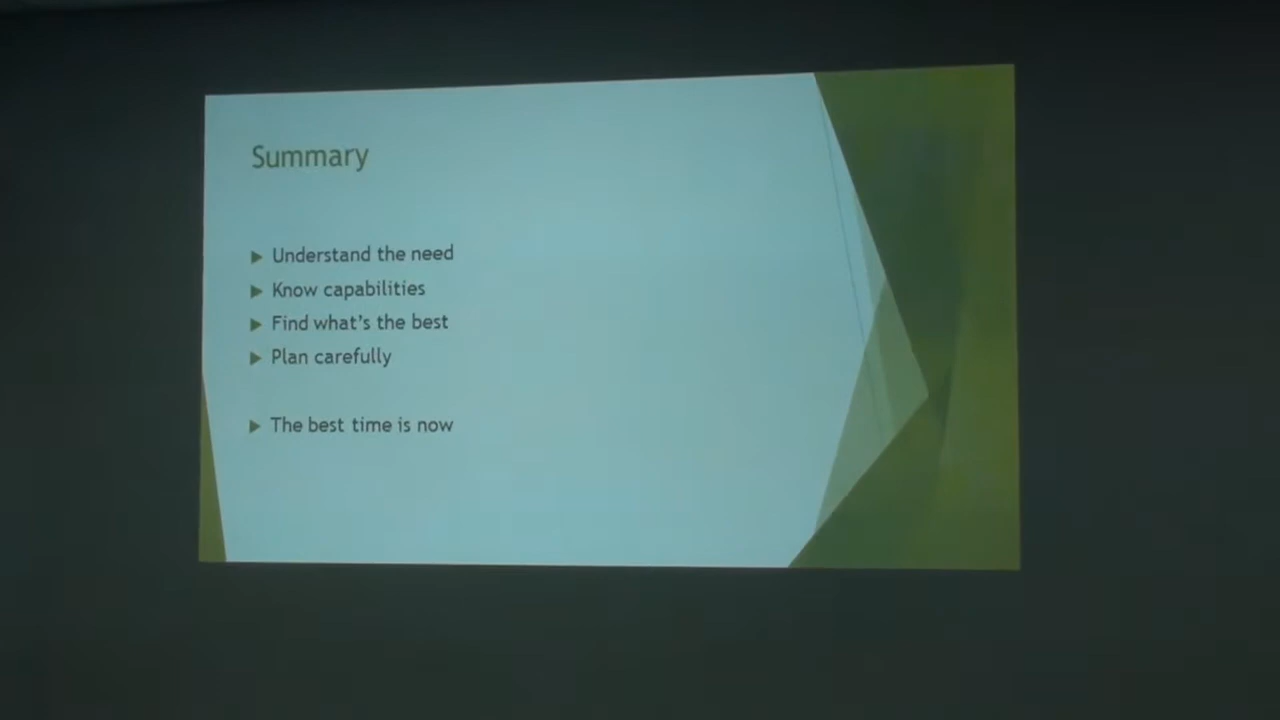 Summary
Understand the need
Know capabilities
Find what's the best
Plan carefully
The best time is now